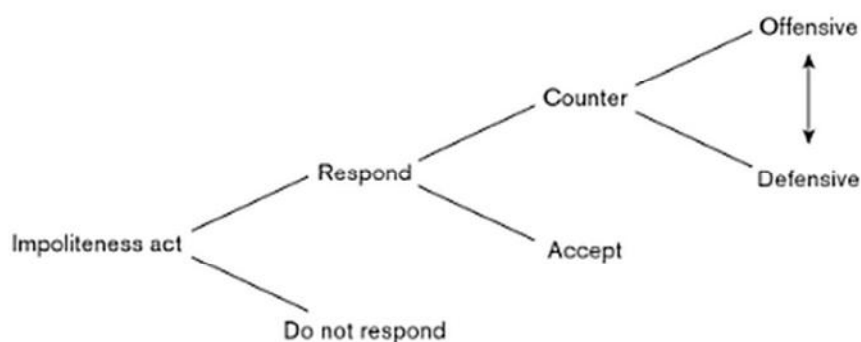 Offensive
Counter
Respond
Defensive
Impoliteness act
Accept
Do not respond